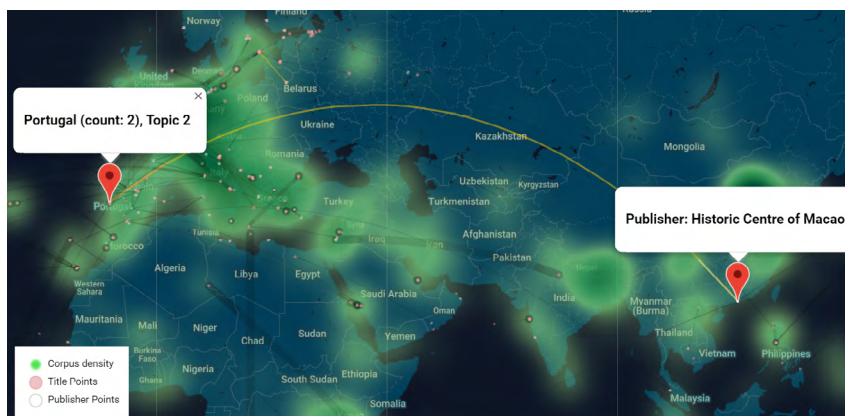 Norway
Finland
Russia
United
Denmark
Belarus
Poland
Portugal (count: 2), Topic 2
Ukraine
Kazakhstan
Romania
Mongolia
Italy
Uzbekistan
Kyrgyzstan
Turkey
Turkmenistan
Portugal
Publisher: Historic Centre of Macao
Tunisia
Syria
Afghanistan
Morocco
Iraq
Iran
Pakistan
Algeria
Libya
Egypt
Nepal
Western
Sahara
Saudi Arabia
India
Myanmar
(Burma)
Oman
Mauritania
Mali
Niger
Chad
Sudan
Yemen
Thailand
Vietnam
Philippines
Burkina
Faso
Corpus density
Nigeria
Ethiopia
Title Points
Ghana
South Sudan
Publisher Points
Somalia
Malaysia